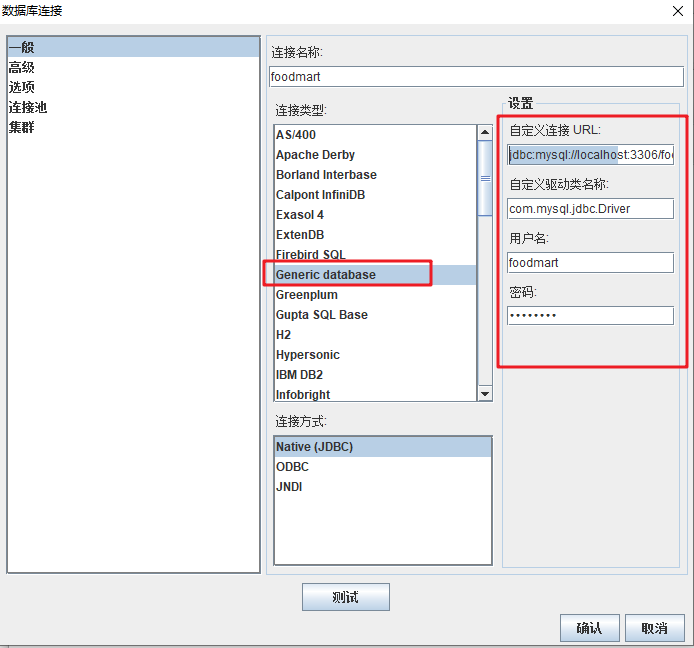 数据库连接
一般
高级
选项
连接池
集群
连接名称:
foodmart
连接类型:
AS/400
Apache Derby
Borland Interbase
Calpont InfiniDB
Exasol 4
ExtenDB
Firebird SQL
Generic database
Greenplum
Gupta SQL Base
H2
Hypersonic
IBM DB2
Infobright
连接方式:
Native (JDBC)
ODBC
JNDI
设置
自定义连接 URL:
jdbc:mysql://localhost:3306/foo
自定义驱动类名称:
com.mysql.jdbc.Driver
用户名:
foodmart
密码:
••••••••
测试
确认
取消